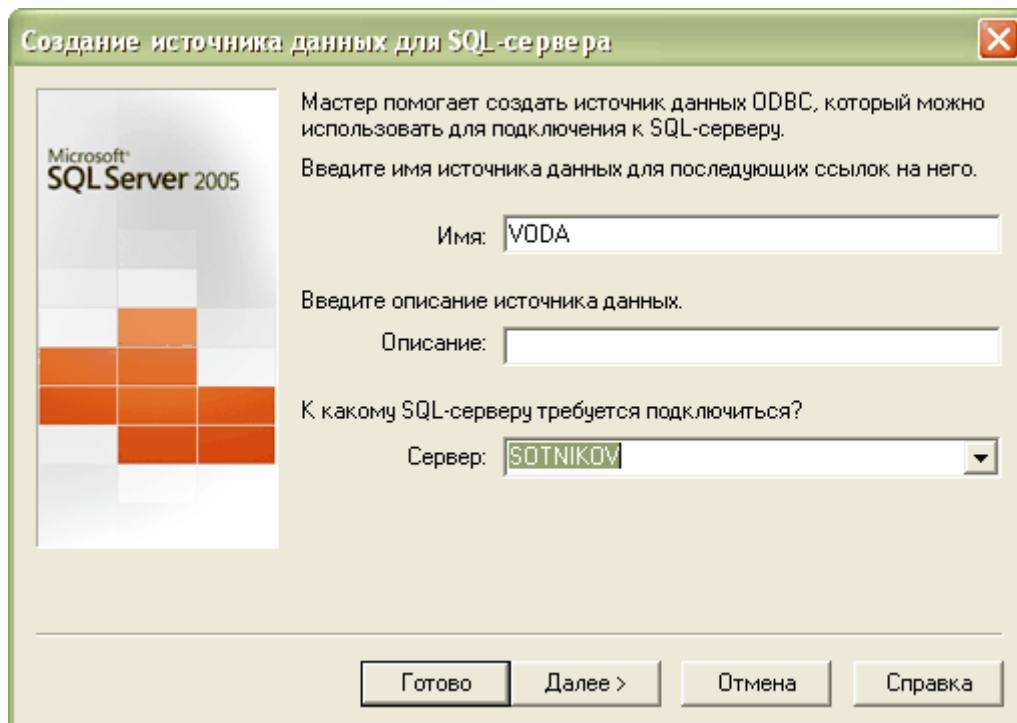 Создание источника данных для SQL-сервера
Microsoft
SQL Server 2005
Мастер помогает создать источник данных ODBC, который можно
использовать для подключения к SQL-серверу.
Введите имя источника данных для последующих ссылок на него.
Имя: VODA
Введите описание источника данных.
Описание:
К какому SQL-серверу требуется подключиться?
Сервер: SOTNIKOV
Готово Далее > Отмена Справка